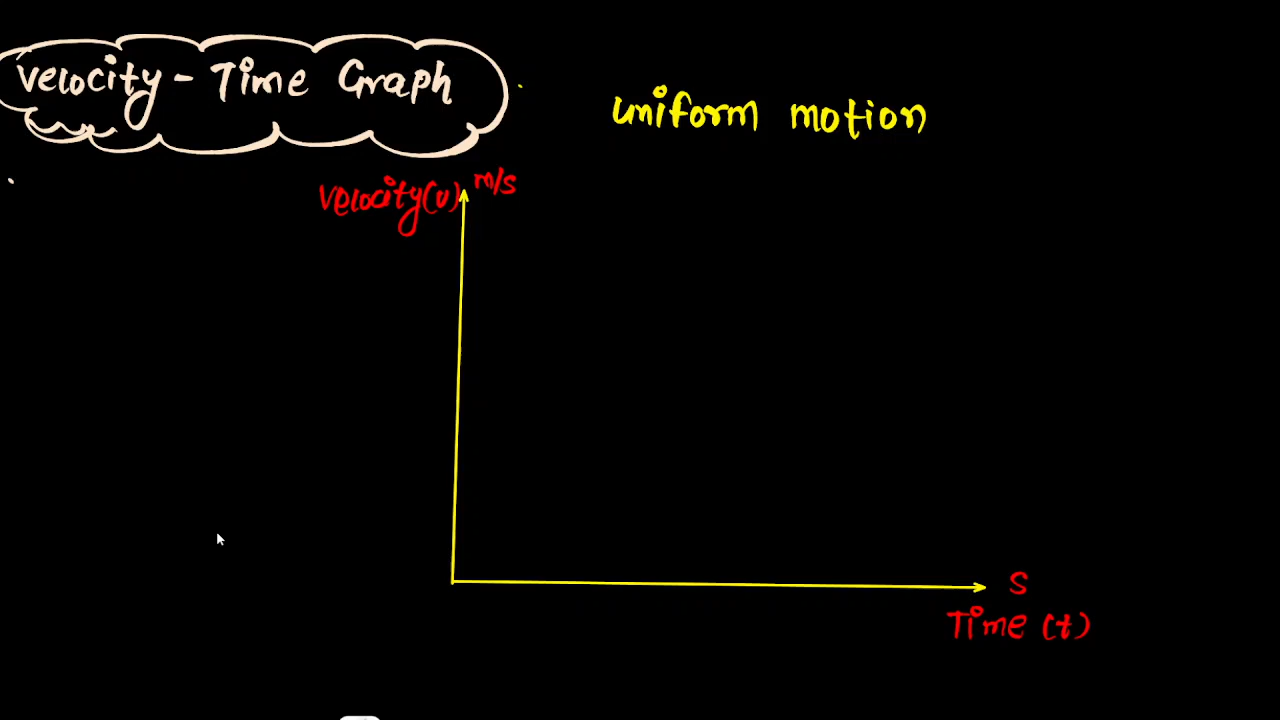 Velocity - Time Graph
uniform motion
Velocity(v) m/s
S
Time (t)